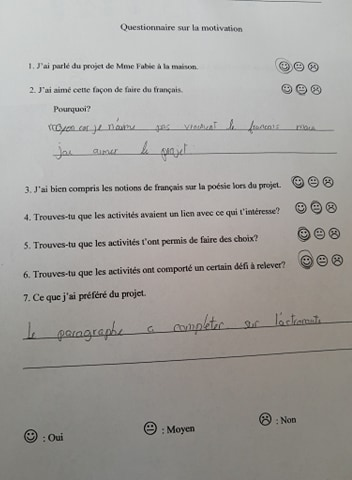 Questionnaire sur la motivation
1. J'ai parlé du projet de Mme Fabie à la maison.
2. J'ai aimé cette façon de faire du français.
Pourquoi?
moyen car je n'aime pas vraiment le francais mais
j'ai aimer le projet
3. J'ai bien compris les notions de français sur la poésie lors du projet.
4. Trouves-tu que les activités avaient un lien avec ce qui t'intéresse?
5. Trouves-tu que les activités t'ont permis de faire des choix?
6. Trouves-tu que les activités ont comporté un certain défi à relever?
7. Ce que j'ai préféré du projet.
le paragraphe a completer sur
: Oui
: Moyen
: Non